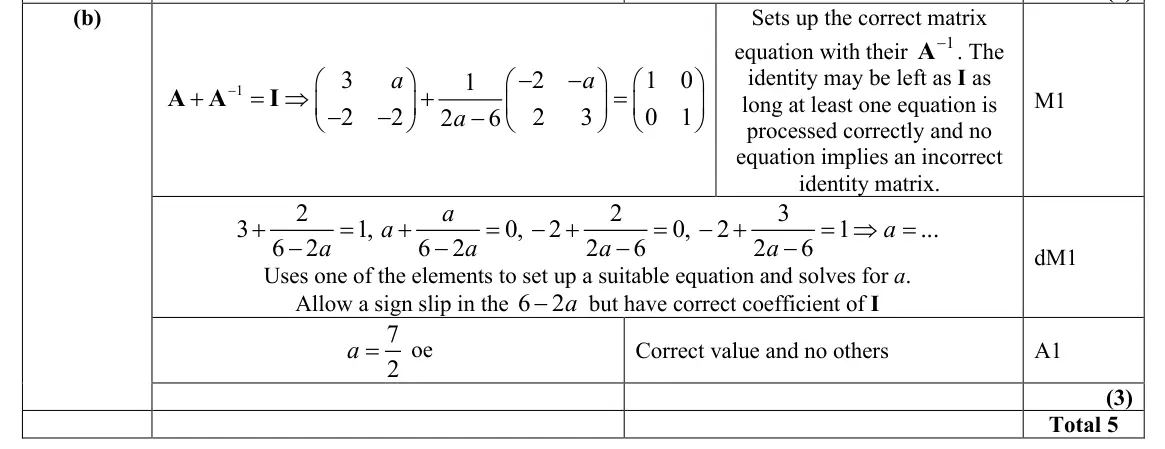 (b)
A + A⁻¹ = I ⇒ ( 3 a ; −2 −2 ) + 1/(2a − 6) ( −2 −a ; 2 3 ) = ( 1 0 ; 0 1 )
Sets up the correct matrix
equation with their A⁻¹. The
identity may be left as I as
long at least one equation is
processed correctly and no
equation implies an incorrect
identity matrix.
M1
3 + 2/(6 − 2a) = 1, a + a/(6 − 2a) = 0, −2 + 2/(2a − 6) = 0, −2 + 3/(2a − 6) = 1 ⇒ a = ...
Uses one of the elements to set up a suitable equation and solves for a.
Allow a sign slip in the 6 − 2a but have correct coefficient of I
dM1
a = 7/2 oe
Correct value and no others
A1
(3)
Total 5